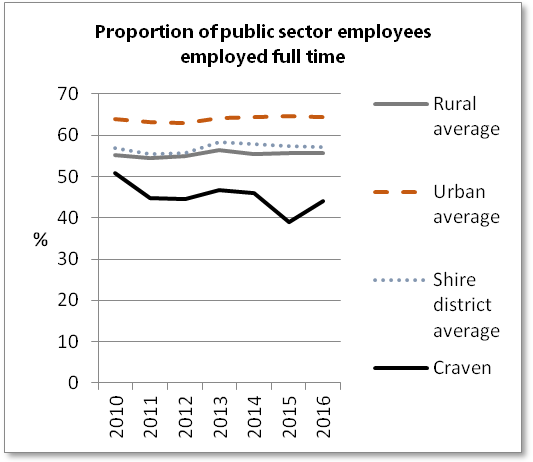 Proportion of public sector employees
employed full time
70
60
50
40
30
20
10
0
%
2010
2011
2012
2013
2014
2015
2016
Rural
average
Urban
average
Shire
district
average
Craven